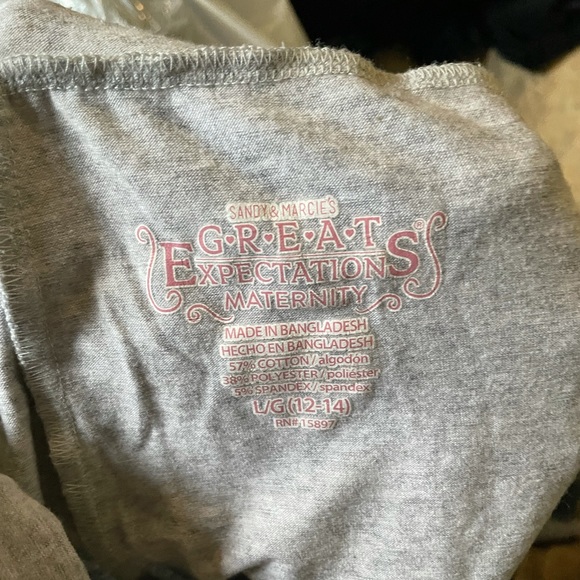 SANDY & MARCIE'S
G•R•E•A•T
EXPECTATIONS®
MATERNITY
MADE IN BANGLADESH
HECHO EN BANGLADESH
57% COTTON / algodón
38% POLYESTER / poliéster
5% SPANDEX / spandex
L/G (12-14)
RN# 15897